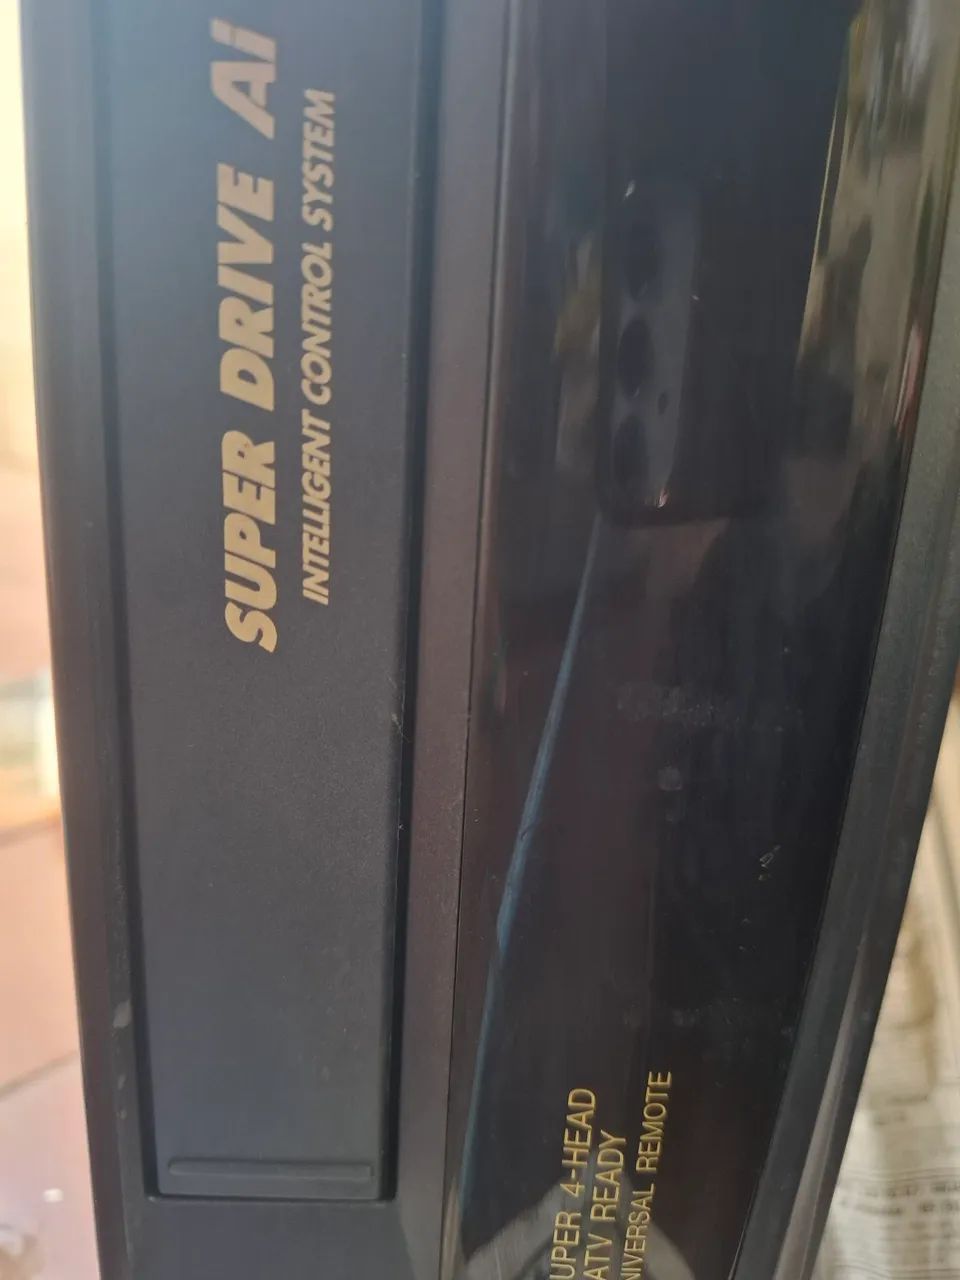 SUPER DRIVE Ai
INTELLIGENT CONTROL SYSTEM
UPER 4-HEAD
ATV READY
NIVERSAL REMOTE